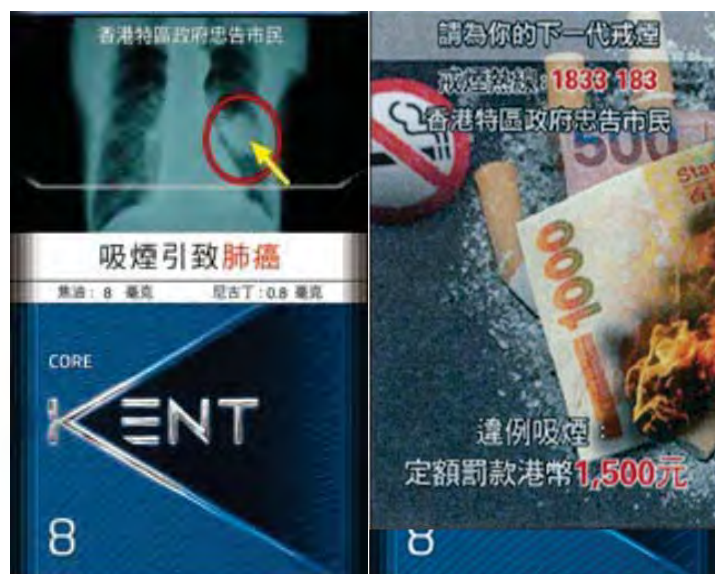 香港特區政府忠告市民
吸煙引致肺癌
焦油: 8 毫克 尼古丁:0.8 毫克
CORE
KENT
8
請為你的下一代戒煙
戒煙熱線:1833 183
香港特區政府忠告市民
500
Stan
1000
違例吸煙:
定額罰款港幣1,500元
8